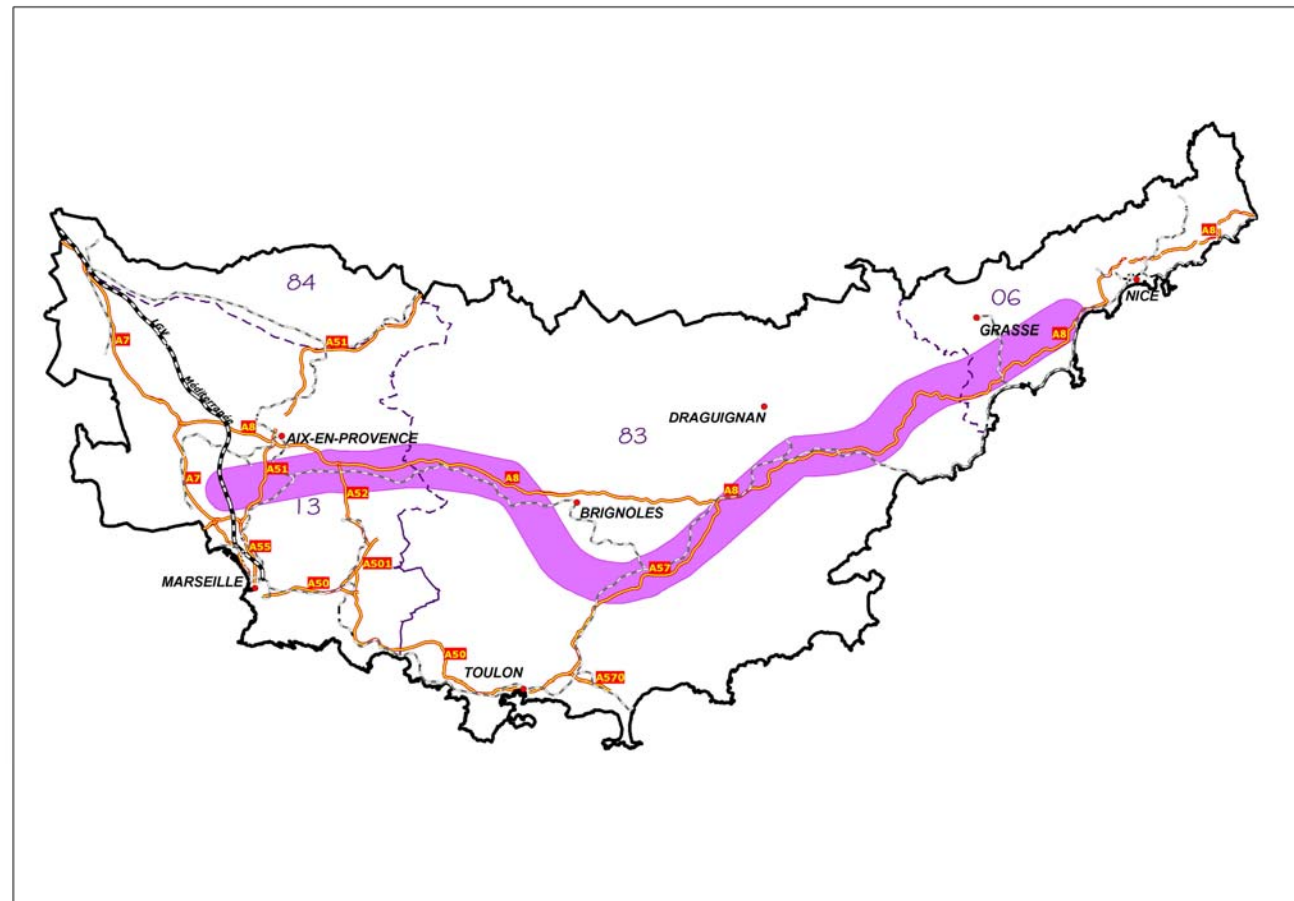 A8
84
06
NICE
GRASSE
A7
LGV
Méditerranée
A51
A8
DRAGUIGNAN
A8
AIX-EN-PROVENCE
83
A7
A51
A52
A8
A8
13
BRIGNOLES
A55
A501
A57
MARSEILLE
A50
A50
TOULON
A570